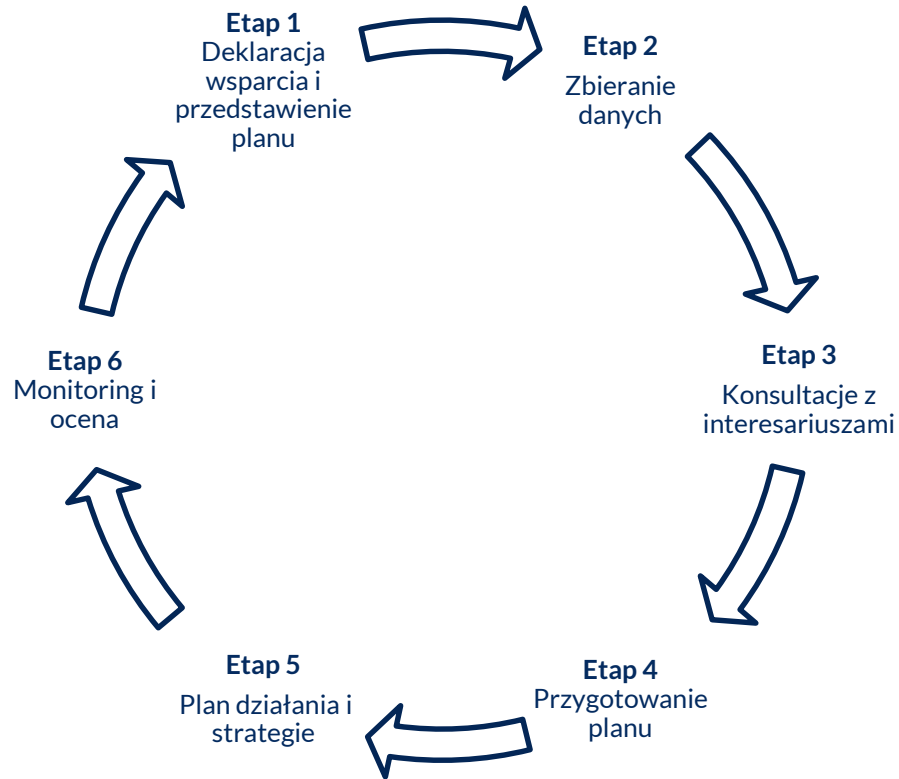 Etap 1
Deklaracja
wsparcia i
przedstawienie
planu
Etap 2
Zbieranie
danych
Etap 3
Konsultacje z
interesariuszami
Etap 4
Przygotowanie
planu
Etap 5
Plan działania i
strategie
Etap 6
Monitoring i
ocena